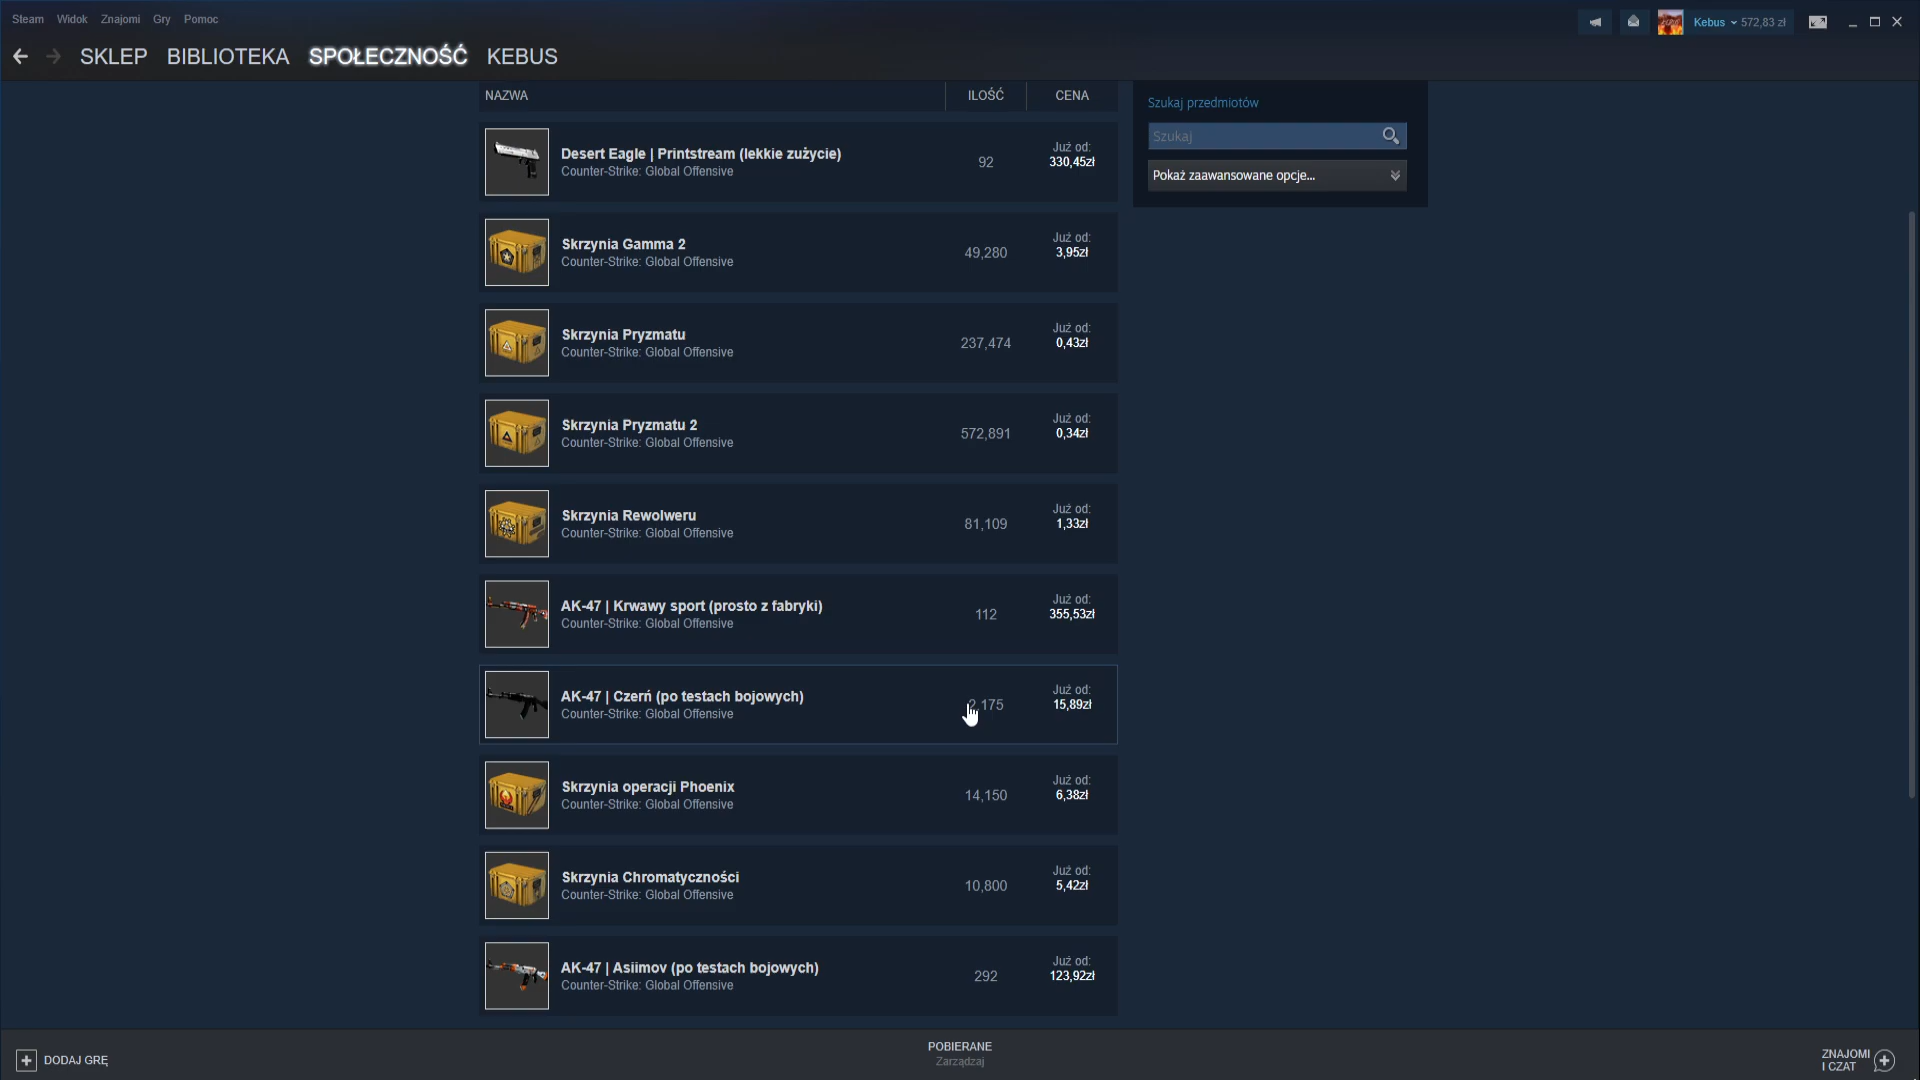 Steam Widok Znajomi Gry Pomoc
Kebus 572,83 zł
SKLEP BIBLIOTEKA SPOŁECZNOŚĆ KEBUS
NAZWA ILOŚĆ CENA
Szukaj przedmiotów
Szukaj
Pokaż zaawansowane opcje...
Desert Eagle | Printstream (lekkie zużycie)
Counter-Strike: Global Offensive
92
Już od:
330,45zł
Skrzynia Gamma 2
Counter-Strike: Global Offensive
49,280
Już od:
3,95zł
Skrzynia Pryzmatu
Counter-Strike: Global Offensive
237,474
Już od:
0,43zł
Skrzynia Pryzmatu 2
Counter-Strike: Global Offensive
572,891
Już od:
0,34zł
Skrzynia Rewolweru
Counter-Strike: Global Offensive
81,109
Już od:
1,33zł
AK-47 | Krwawy sport (prosto z fabryki)
Counter-Strike: Global Offensive
112
Już od:
355,53zł
AK-47 | Czerń (po testach bojowych)
Counter-Strike: Global Offensive
2,175
Już od:
15,89zł
Skrzynia operacji Phoenix
Counter-Strike: Global Offensive
14,150
Już od:
6,38zł
Skrzynia Chromatyczności
Counter-Strike: Global Offensive
10,800
Już od:
5,42zł
AK-47 | Asiimov (po testach bojowych)
Counter-Strike: Global Offensive
292
Już od:
123,92zł
DODAJ GRĘ
POBIERANE
Zarządzaj
ZNAJOMI
I CZAT